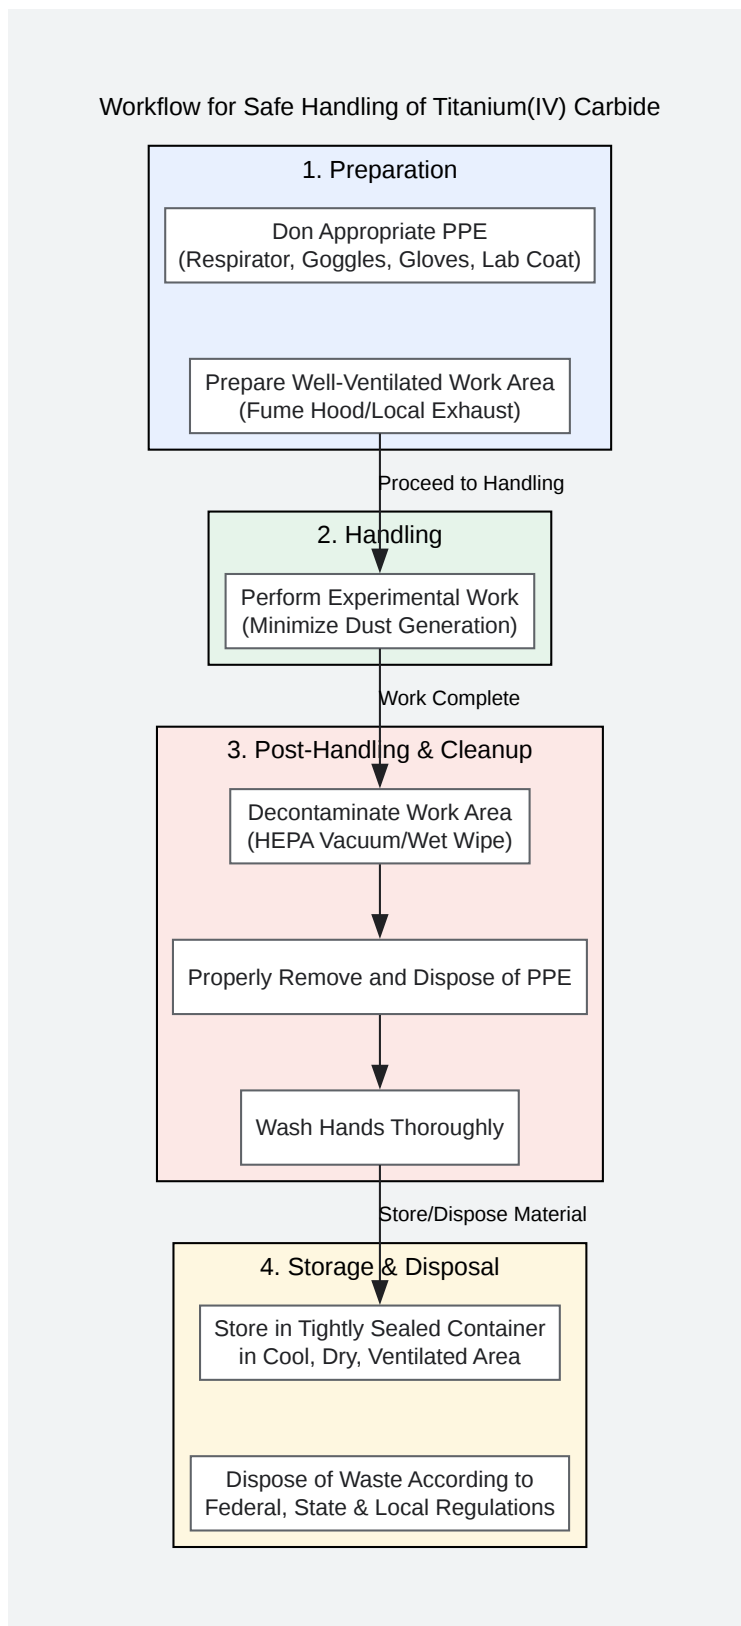 Workflow for Safe Handling of Titanium(IV) Carbide
1. Preparation
Don Appropriate PPE
(Respirator, Goggles, Gloves, Lab Coat)
Prepare Well-Ventilated Work Area
(Fume Hood/Local Exhaust)
Proceed to Handling
2. Handling
Perform Experimental Work
(Minimize Dust Generation)
Work Complete
3. Post-Handling & Cleanup
Decontaminate Work Area
(HEPA Vacuum/Wet Wipe)
Properly Remove and Dispose of PPE
Wash Hands Thoroughly
Store/Dispose Material
4. Storage & Disposal
Store in Tightly Sealed Container
in Cool, Dry, Ventilated Area
Dispose of Waste According to
Federal, State & Local Regulations